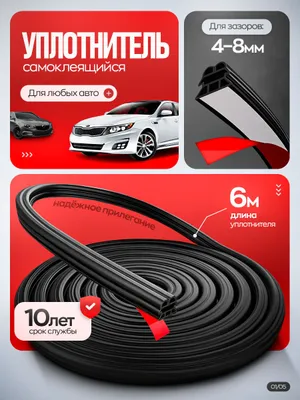 УПЛОТНИТЕЛЬ
самоклеящийся
Для любых авто +
Для зазоров:
4-8мм
>>>
надёжное прилегание
6м
длина
уплотнителя
10лет
срок службы
01/05